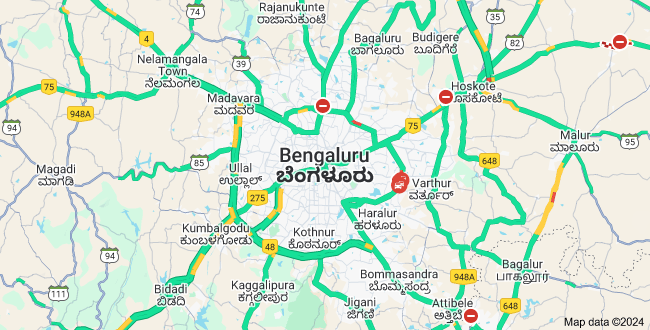 Rajanukunte
ರಾಜಾನುಕುಂಟೆ
Bagaluru
ಬಾಗಲೂರು
Budigere
ಬೂದಿಗೆರೆ
35
82
4
Nelamangala
Town
ನೆಲಮಂಗಲ
39
75
948A
Madavara
ಮದವರ
Hoskote
ಹೊಸಕೋಟೆ
75
94
94
Malur
ಮಾಲೂರು
Bengaluru
ಬೆಂಗಳೂರು
85
648
Magadi
ಮಾಗಡಿ
Ullal
ಉಲ್ಲಾಳ್
275
Varthur
ವರ್ತೂರ್
Haralur
ಹರಳೂರು
Kumbalgodu
ಕುಂಬಳಗೋಡು
Kothnur
ಕೊಠನೂರ್
48
94
Bommasandra
ಬೊಮ್ಮಸಂದ್ರ
948A
Bagalur
பாகலூர்
111
Bidadi
ಬಿಡದಿ
Kaggalipura
ಕಗ್ಗಲೀಪುರ
Jigani
ಜಿಗಣಿ
Attibele
ಅತ್ತಿಬೆಲೆ
648
Map data ©2024